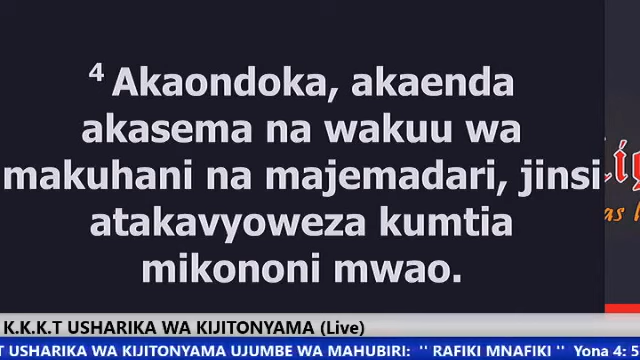 4 Akaondoka, akaenda
akasema na wakuu wa
makuhani na majemadari, jinsi
atakavyoweza kumtia
mikononi mwao.
K.K.K.T USHARIKA WA KIJITONYAMA (Live)
T USHARIKA WA KIJITONYAMA UJUMBE WA MAHUBIRI: '' RAFIKI MNAFIKI '' Yona 4: 5